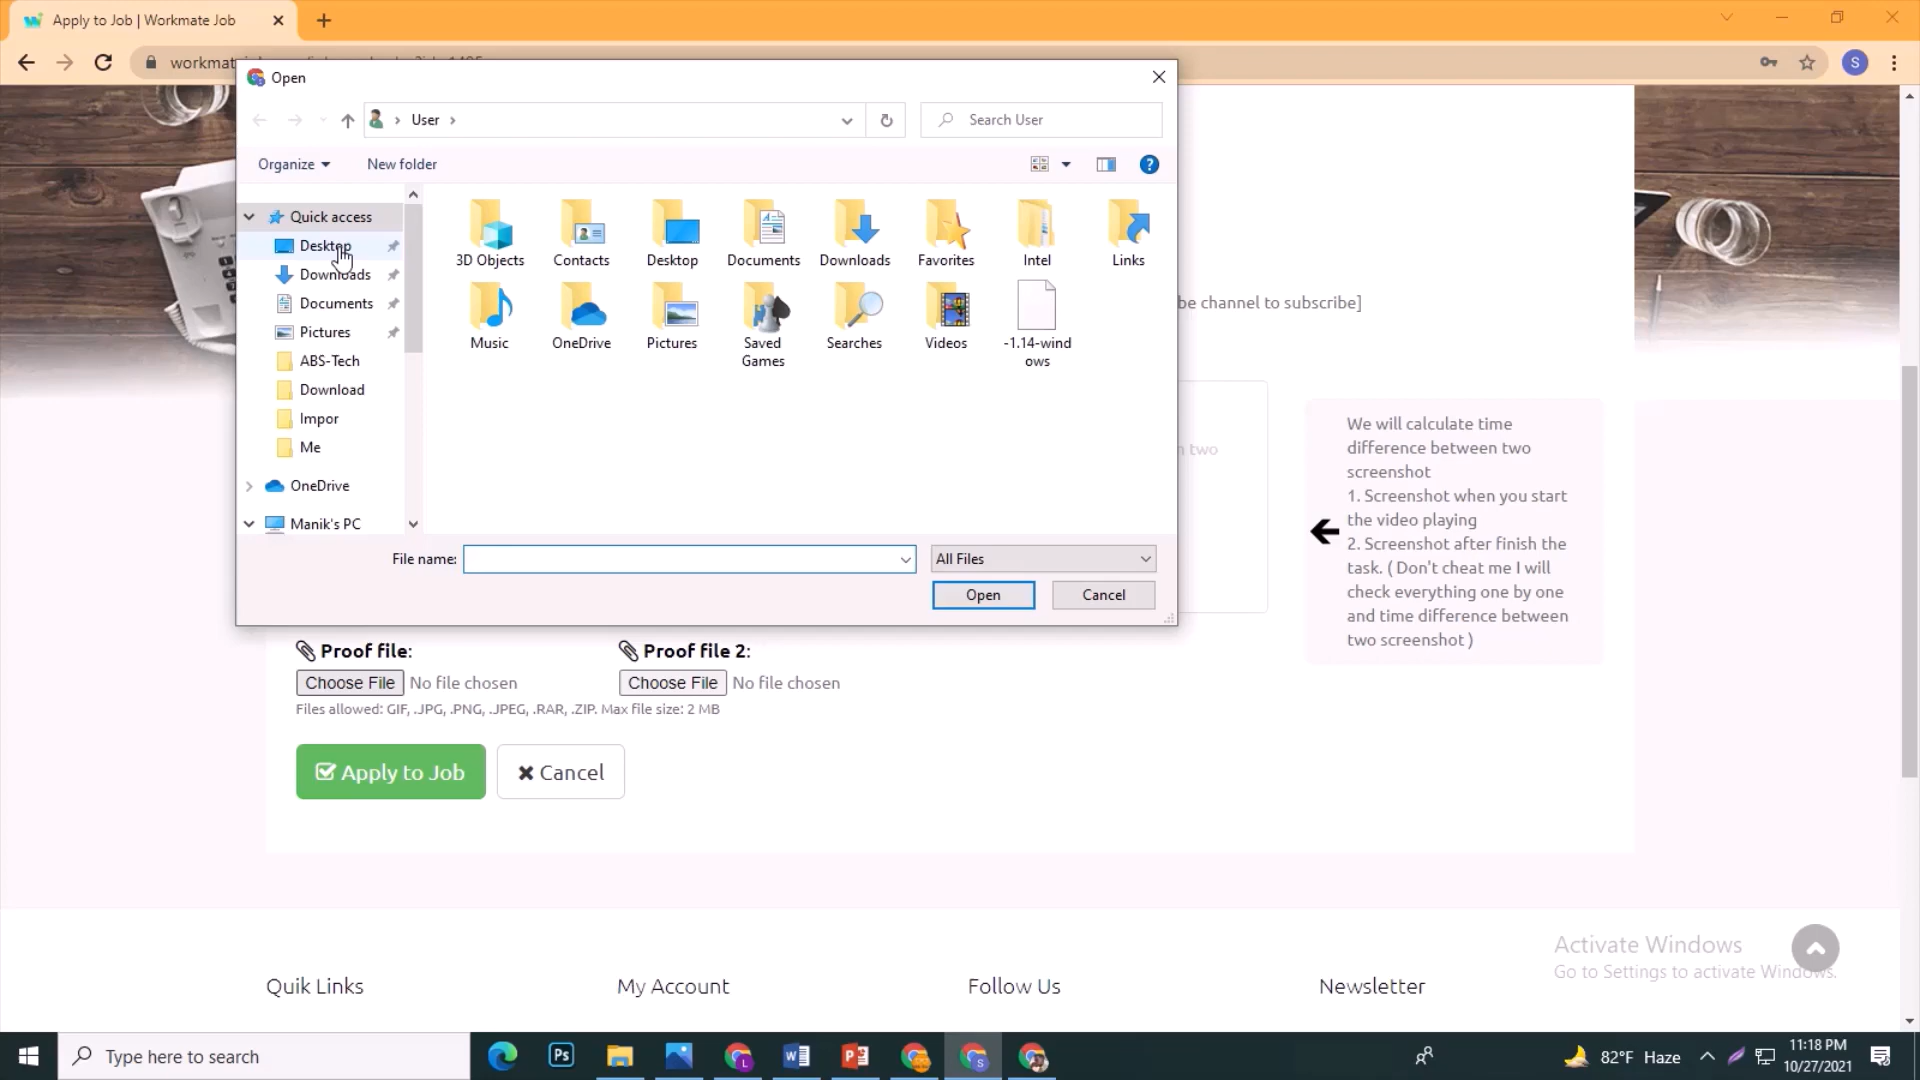 Apply to Job | Workmate Job
Open
User
Search User
Organize
New folder
Quick access
Desktop
Downloads
Documents
Pictures
ABS-Tech
Download
Impor
Me
OneDrive
Manik's PC
3D Objects
Contacts
Desktop
Documents
Downloads
Favorites
Intel
Links
Music
OneDrive
Pictures
Saved
Games
Searches
Videos
-1.14-wind
ows
File name:
All Files
Open
Cancel
be channel to subscribe]
two
We will calculate time
difference between two
screenshot
1. Screenshot when you start
the video playing
2. Screenshot after finish the
task. ( Don't cheat me I will
check everything one by one
and time difference between
two screenshot )
Proof file:
Proof file 2:
Choose File No file chosen
Choose File No file chosen
Files allowed: GIF, .JPG, .PNG, .JPEG, .RAR, .ZIP. Max file size: 2 MB
Apply to Job
Cancel
Activate Windows
Go to Settings to activate Windows.
Quik Links
My Account
Follow Us
Newsletter
Type here to search
82°F Haze
11:18 PM
10/27/2021